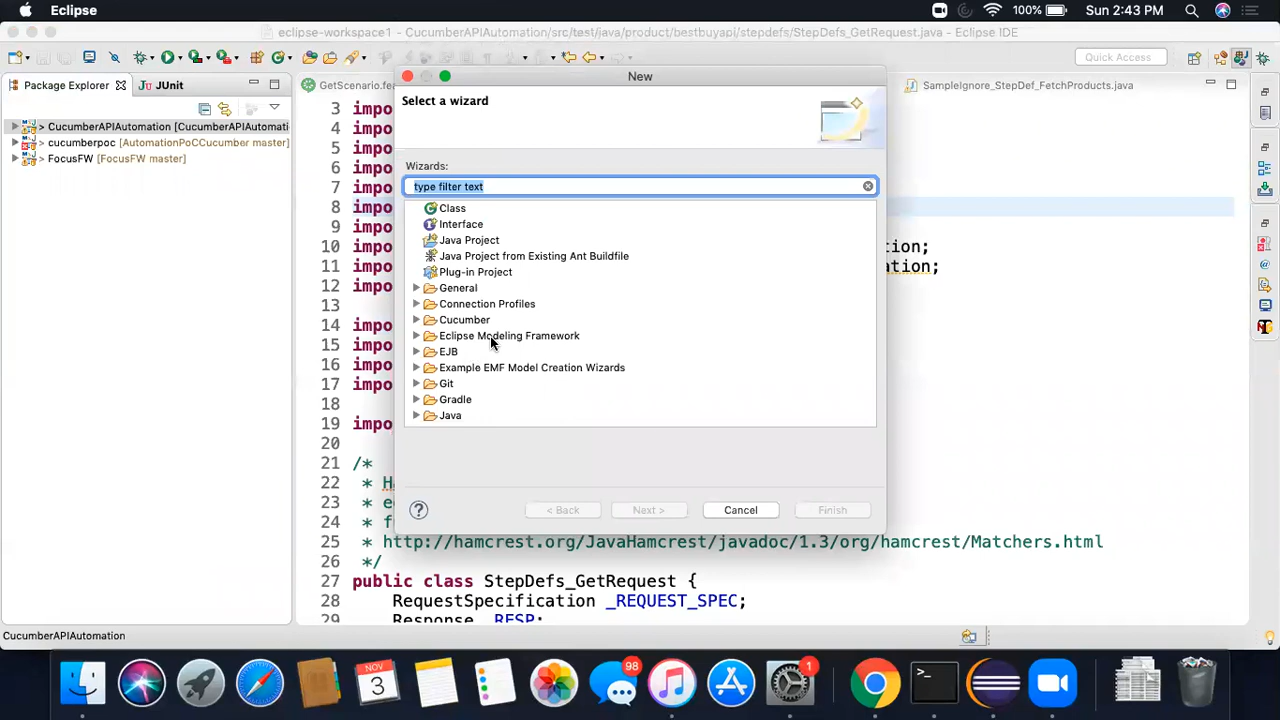 Eclipse
100%
Sun 2:43 PM
eclipse-workspace1 - CucumberAPIAutomation/src/test/java/product/bestbuyapi/stepdefs/StepDefs_GetRequest.java - Eclipse IDE
Quick Access
Package Explorer
JUnit
GetScenario.fea
SampleIgnore_StepDef_FetchProducts.java
> CucumberAPIAutomation [CucumberAPIAutomati
> cucumberpoc [AutomationPoCCucumber master]
> FocusFW [FocusFW master]
New
Select a wizard
Wizards:
type filter text
Class
Interface
Java Project
Java Project from Existing Ant Buildfile
Plug-in Project
General
Connection Profiles
Cucumber
Eclipse Modeling Framework
EJB
Example EMF Model Creation Wizards
Git
Gradle
Java
< Back
Next >
Cancel
Finish
3 impo
4 impo
5 impo
6 impo
7 impo
8 impo
9 impo
10 impo ion;
11 impo ation;
12 impo
13
14 impo
15 impo
16 impo
17 impo
18
19 impo
20
21 /*
22 * H
23 * e
24 * f
25 * http://hamcrest.org/JavaHamcrest/javadoc/1.3/org/hamcrest/Matchers.html
26 */
27 public class StepDefs_GetRequest {
28 RequestSpecification _REQUEST_SPEC;
29 Response _RESP;
CucumberAPIAutomation
NOV
3
98
1